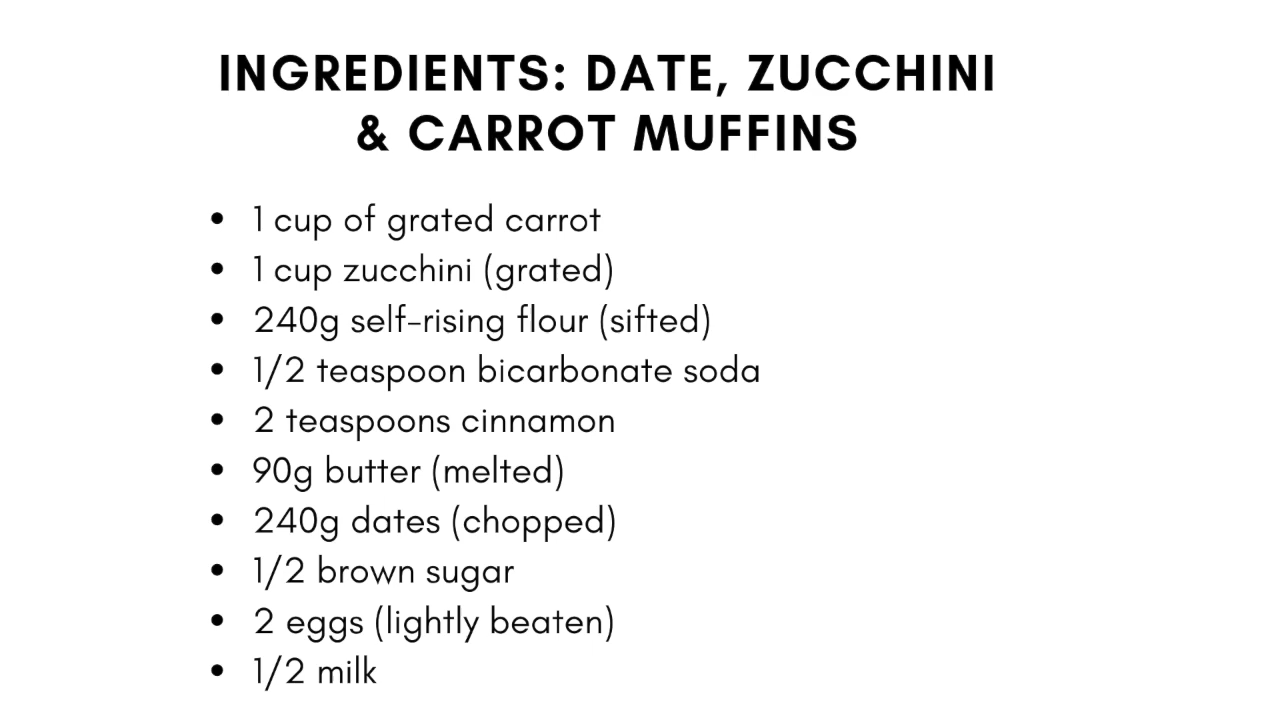 INGREDIENTS: DATE, ZUCCHINI
& CARROT MUFFINS
• 1 cup of grated carrot
• 1 cup zucchini (grated)
• 240g self-rising flour (sifted)
• 1/2 teaspoon bicarbonate soda
• 2 teaspoons cinnamon
• 90g butter (melted)
• 240g dates (chopped)
• 1/2 brown sugar
• 2 eggs (lightly beaten)
• 1/2 milk